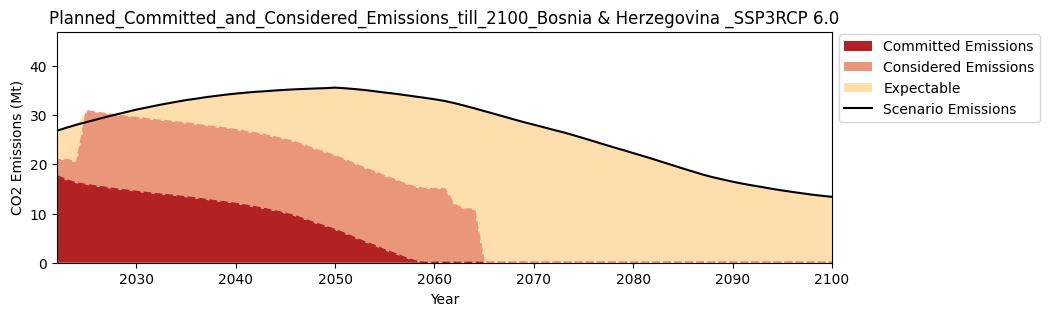 Planned_Committed_and_Considered_Emissions_till_2100_Bosnia & Herzegovina _SSP3RCP 6.0
CO2 Emissions (Mt)
40
30
20
10
0
2030 2040 2050 2060 2070 2080 2090 2100
Year
Committed Emissions
Considered Emissions
Expectable
Scenario Emissions